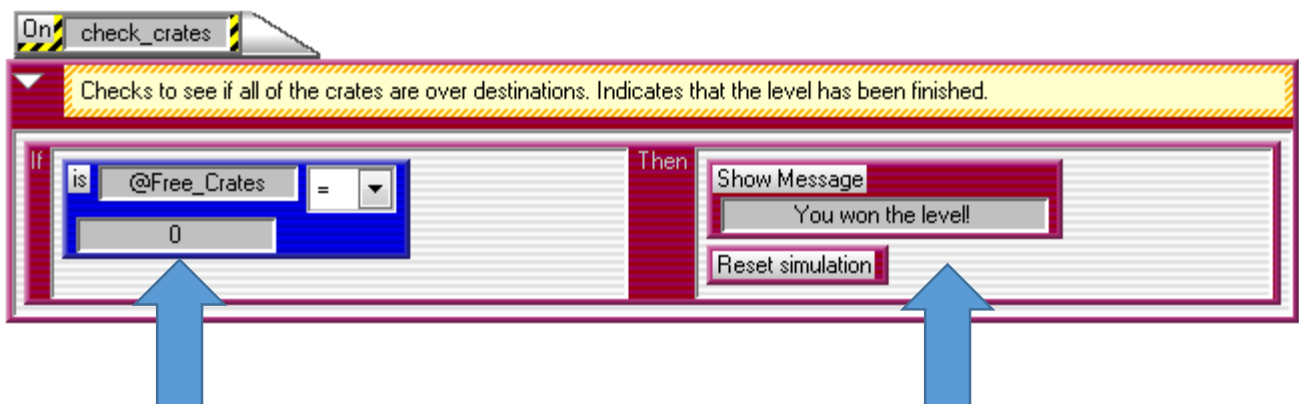 On check_crates
Checks to see if all of the crates are over destinations. Indicates that the level has been finished.
If is @Free_Crates = Then Show Message
0 You won the level!
Reset simulation